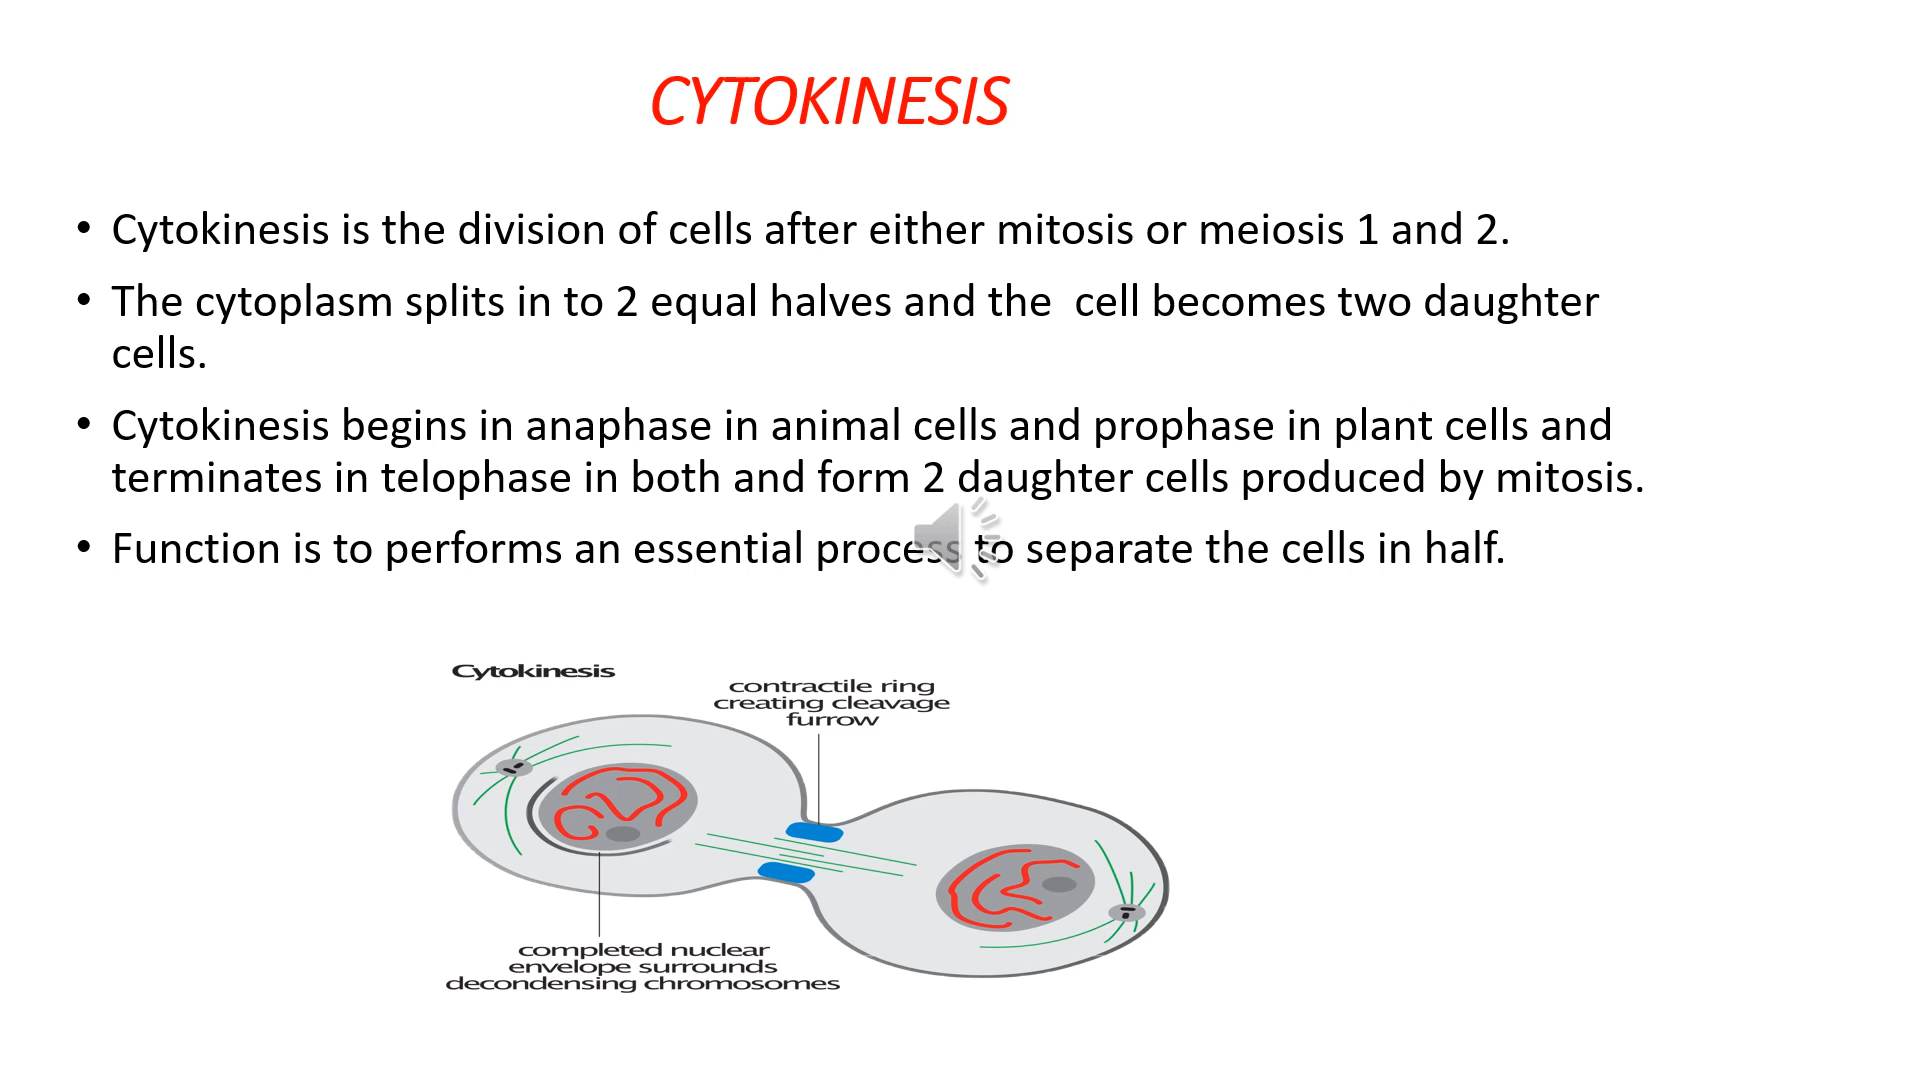 CYTOKINESIS
• Cytokinesis is the division of cells after either mitosis or meiosis 1 and 2.
• The cytoplasm splits in to 2 equal halves and the  cell becomes two daughter
cells.
• Cytokinesis begins in anaphase in animal cells and prophase in plant cells and
terminates in telophase in both and form 2 daughter cells produced by mitosis.
• Function is to performs an essential process to separate the cells in half.
Cytokinesis
contractile ring
creating cleavage
furrow
completed nuclear
envelope surrounds
decondensing chromosomes